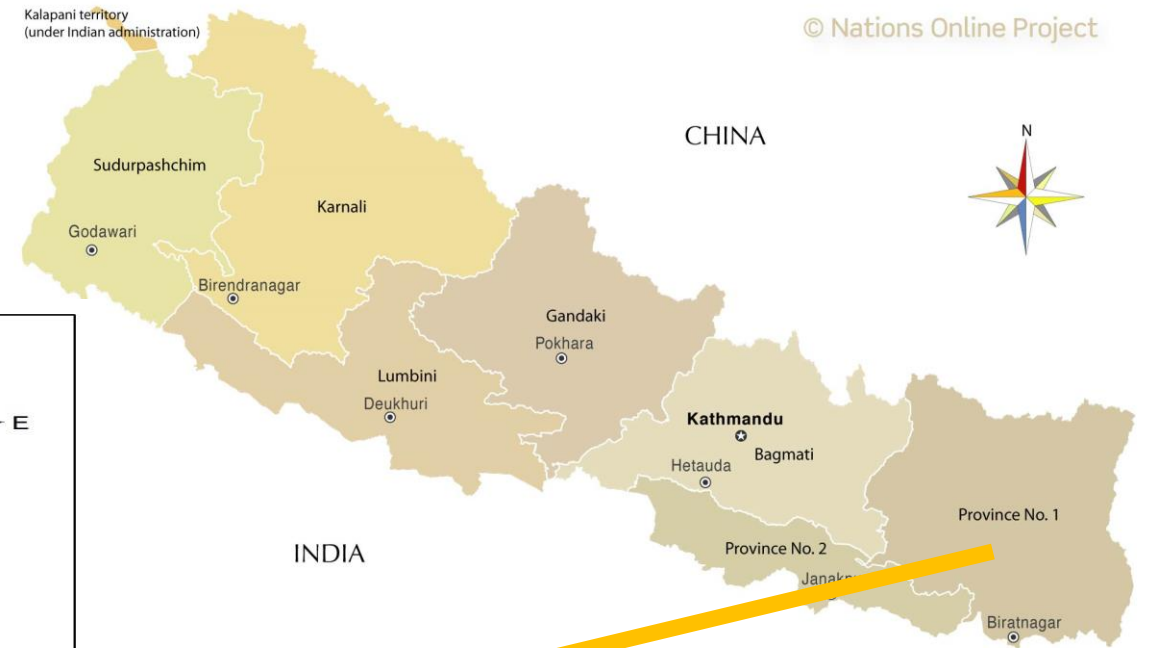 Kalapani territory
(under Indian administration)
© Nations Online Project
CHINA
N
Sudurpashchim
Karnali
Godawari
Birendranagar
Gandaki
Pokhara
Lumbini
Deukhuri
E
Kathmandu
Bagmati
Hetauda
Province No. 1
INDIA
Province No. 2
Biratnagar